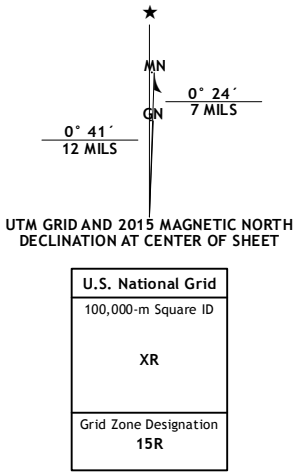 ★
MN
0° 24´
7 MILS
GN
0° 41´
12 MILS
UTM GRID AND 2015 MAGNETIC NORTH
DECLINATION AT CENTER OF SHEET
U.S. National Grid
100,000-m Square ID
XR
Grid Zone Designation
15R